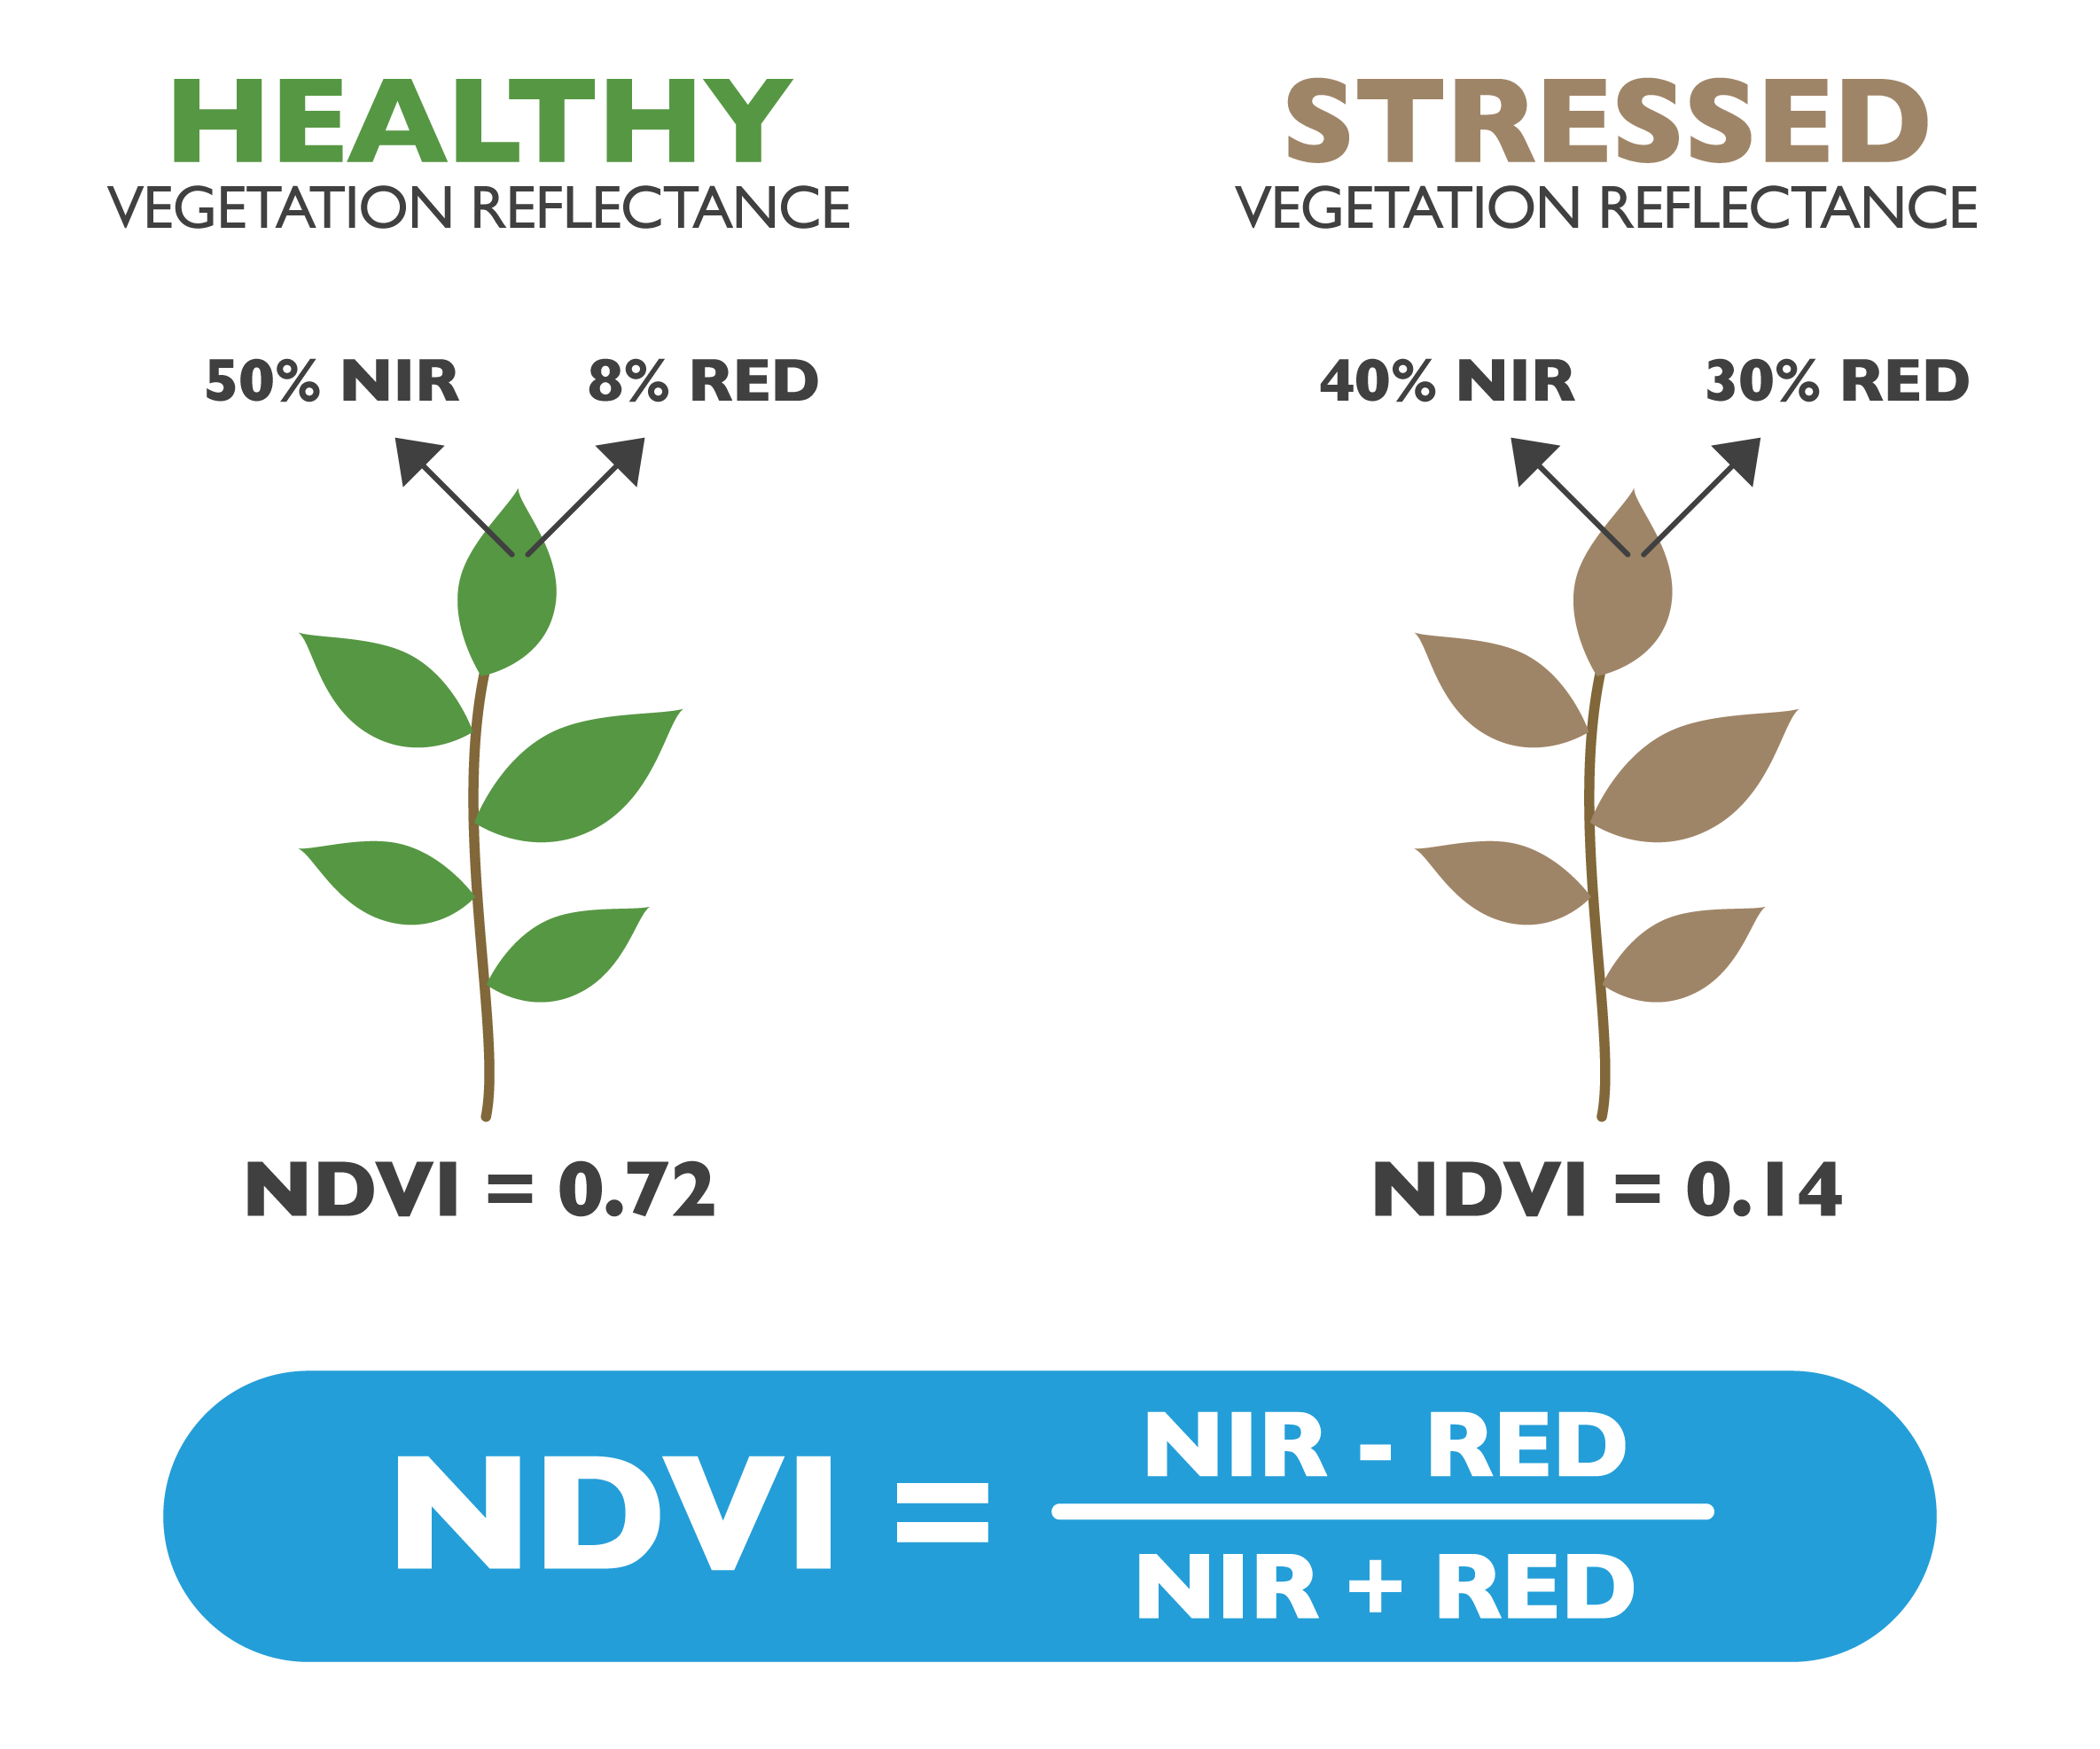 HEALTHY
VEGETATION REFLECTANCE
50% NIR
8% RED
NDVI = 0.72
STRESSED
VEGETATION REFLECTANCE
40% NIR
30% RED
NDVI = 0.14
NDVI =
NIR - RED
NIR + RED